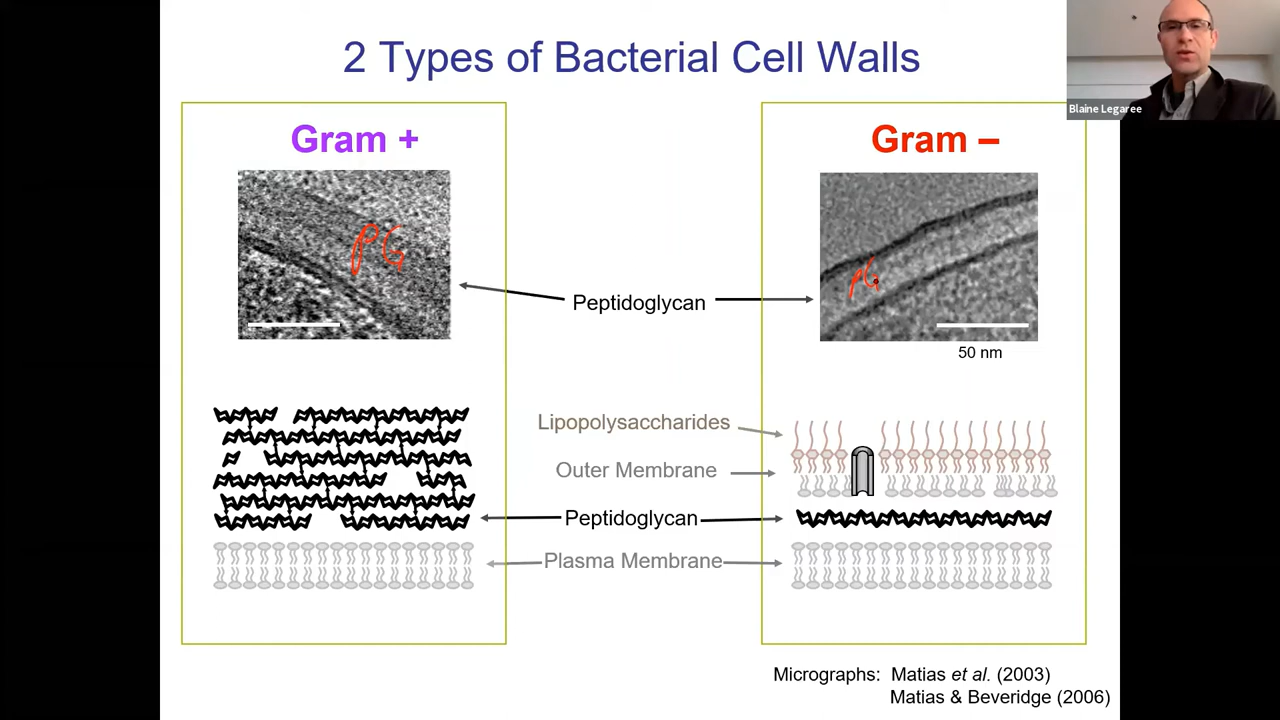 2 Types of Bacterial Cell Walls
Blaine Legaree
Gram +
Gram –
PG
PG
Peptidoglycan
50 nm
Lipopolysaccharides
Outer Membrane
Peptidoglycan
Plasma Membrane
Micrographs: Matias et al. (2003)
Matias & Beveridge (2006)